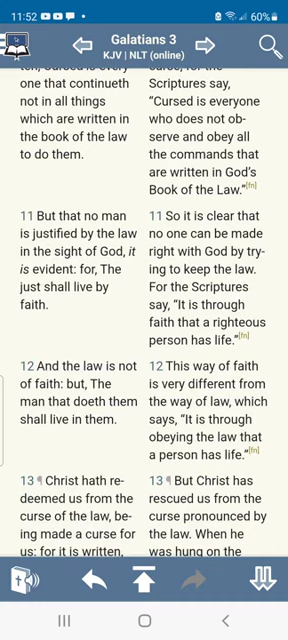 11:52 60%
Galatians 3
KJV | NLT (online)
ten, Cursed is every
one that continueth
not in all things
which are written in
the book of the law
to do them.
curse, for the
Scriptures say,
“Cursed is everyone
who does not ob-
serve and obey all
the commands that
are written in God’s
Book of the Law.”[fn]
11 But that no man
is justified by the law
in the sight of God, it
is evident: for, The
just shall live by
faith.
11 So it is clear that
no one can be made
right with God by try-
ing to keep the law.
For the Scriptures
say, “It is through
faith that a righteous
person has life.”[fn]
12 And the law is not
of faith: but, The
man that doeth them
shall live in them.
12 This way of faith
is very different from
the way of law, which
says, “It is through
obeying the law that
a person has life.”[fn]
13 ¶ Christ hath re-
deemed us from the
curse of the law, be-
ing made a curse for
us: for it is written,
13 ¶ But Christ has
rescued us from the
curse pronounced by
the law. When he
was hung on the